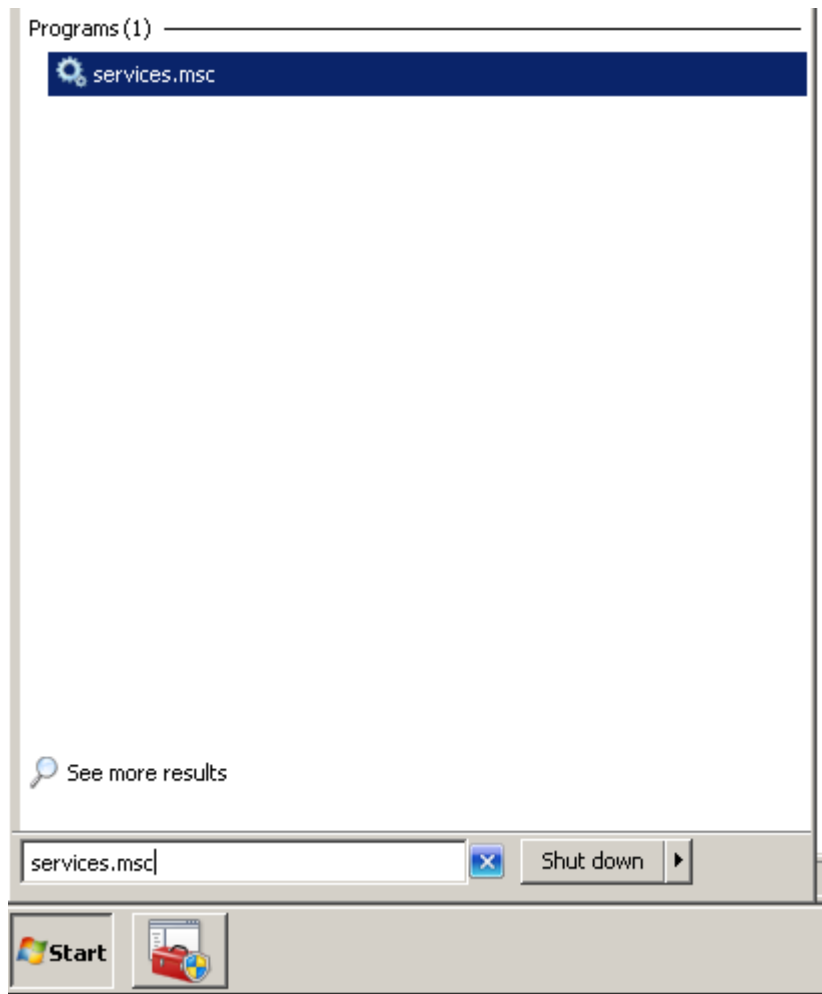 Programs (1)
services.msc
See more results
services.msc
Shut down
Start